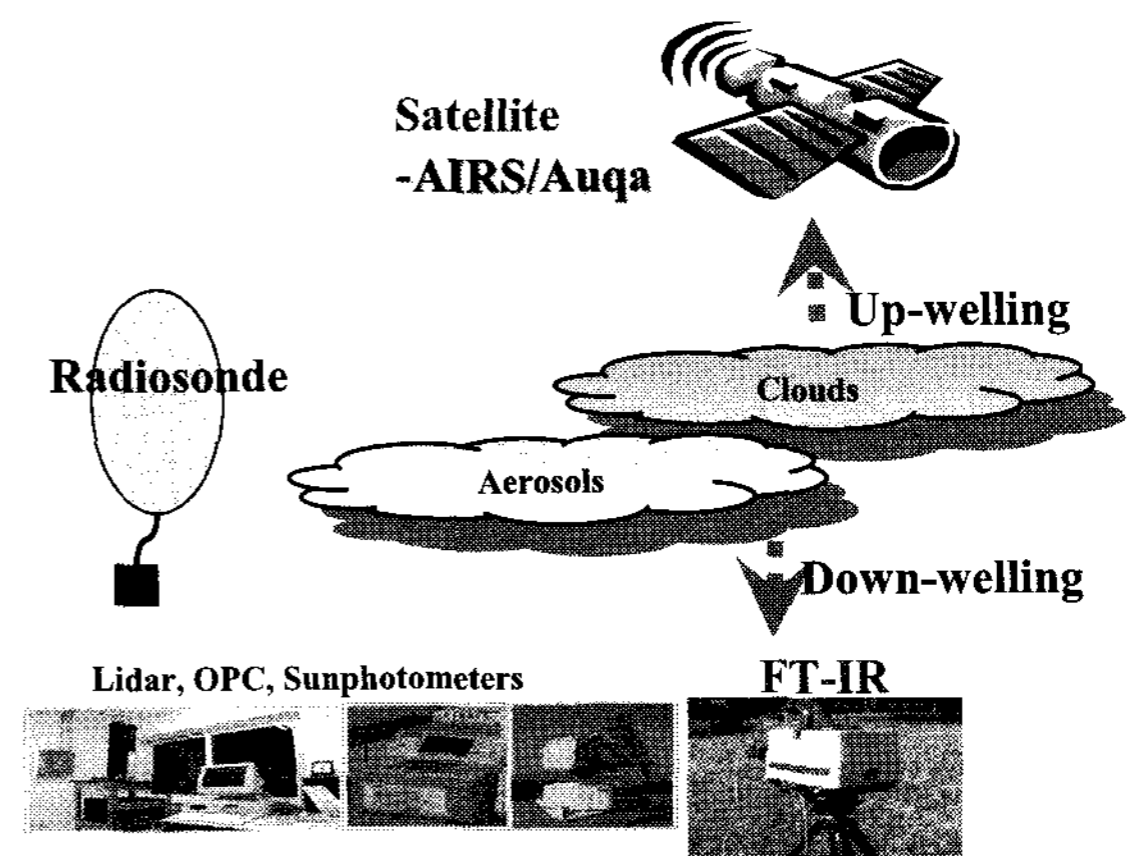 Satellite
-AIRS/Auqa
Up-welling
Radiosonde
Clouds
Aerosols
Down-welling
Lidar, OPC, Sunphotometers
FT-IR